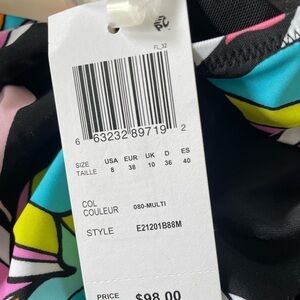 FL_32
6 63232 89719 2
SIZE USA EUR UK D ES
TAILLE 8 38 10 36 40
COL 080-MULTI
COULEUR
STYLE E21201B88M
PRICE $98.00